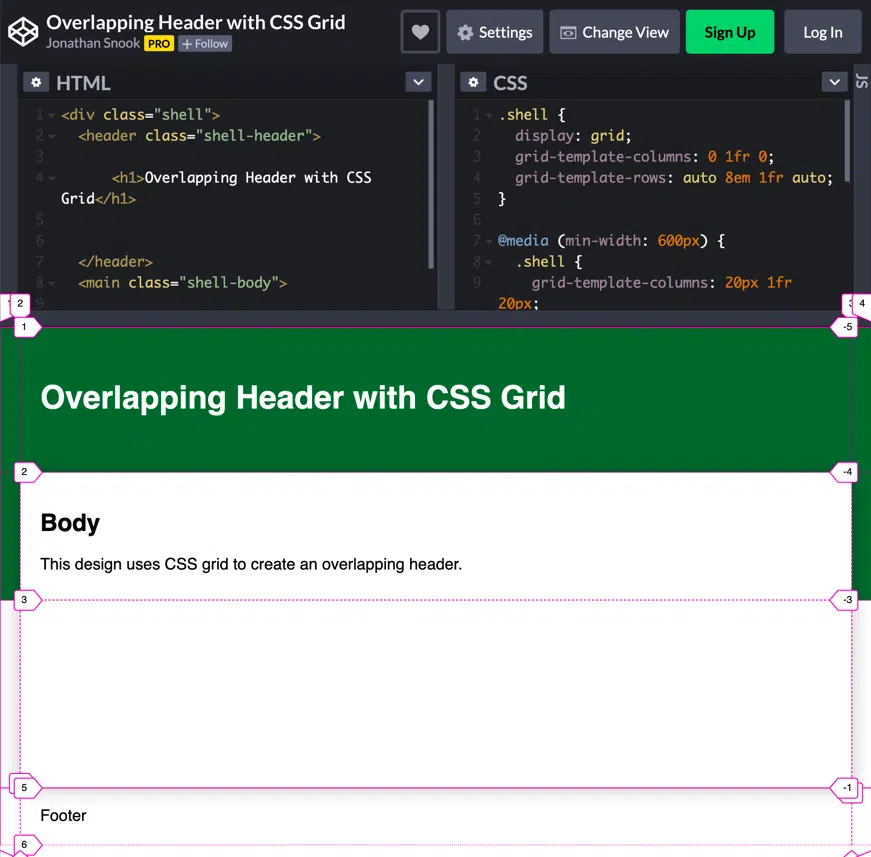 Overlapping Header with CSS Grid
Jonathan Snook PRO + Follow
Settings
Change View
Sign Up
Log In
HTML
CSS
JS
1 <div class="shell">
2 <header class="shell-header">
3
4 <h1>Overlapping Header with CSS
Grid</h1>
5
6
7 </header>
8 <main class="shell-body">
9
1 .shell {
2 display: grid;
3 grid-template-columns: 0 1fr 0;
4 grid-template-rows: auto 8em 1fr auto;
5 }
6
7 @media (min-width: 600px) {
8 .shell {
9 grid-template-columns: 20px 1fr
20px;
2 4
1 -5
Overlapping Header with CSS Grid
2 -4
Body
This design uses CSS grid to create an overlapping header.
3 -3
5 -1
Footer
6